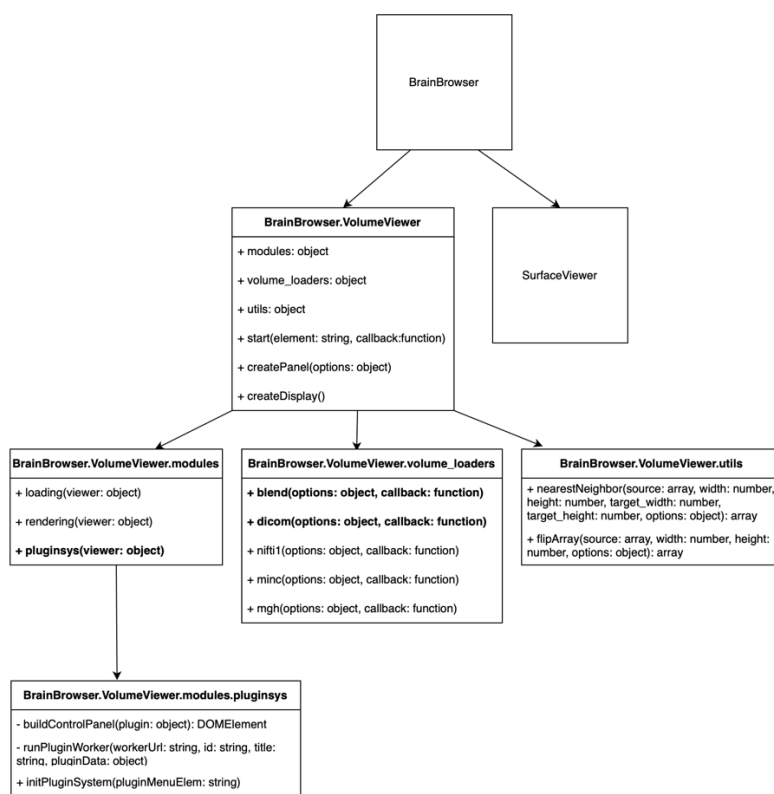 BrainBrowser
BrainBrowser.VolumeViewer
+ modules: object
+ volume_loaders: object
+ utils: object
+ start(element: string, callback:function)
+ createPanel(options: object)
+ createDisplay()
SurfaceViewer
BrainBrowser.VolumeViewer.modules
+ loading(viewer: object)
+ rendering(viewer: object)
+ pluginsys(viewer: object)
BrainBrowser.VolumeViewer.volume_loaders
+ blend(options: object, callback: function)
+ dicom(options: object, callback: function)
+ nifti1(options: object, callback: function)
+ minc(options: object, callback: function)
+ mgh(options: object, callback: function)
BrainBrowser.VolumeViewer.utils
+ nearestNeighbor(source: array, width: number,
height: number, target_width: number,
target_height: number, options: object): array
+ flipArray(source: array, width: number, height:
number, options: object): array
BrainBrowser.VolumeViewer.modules.pluginsys
- buildControlPanel(plugin: object): DOMElement
- runPluginWorker(workerUrl: string, id: string, title:
string, pluginData: object)
+ initPluginSystem(pluginMenuElem: string)